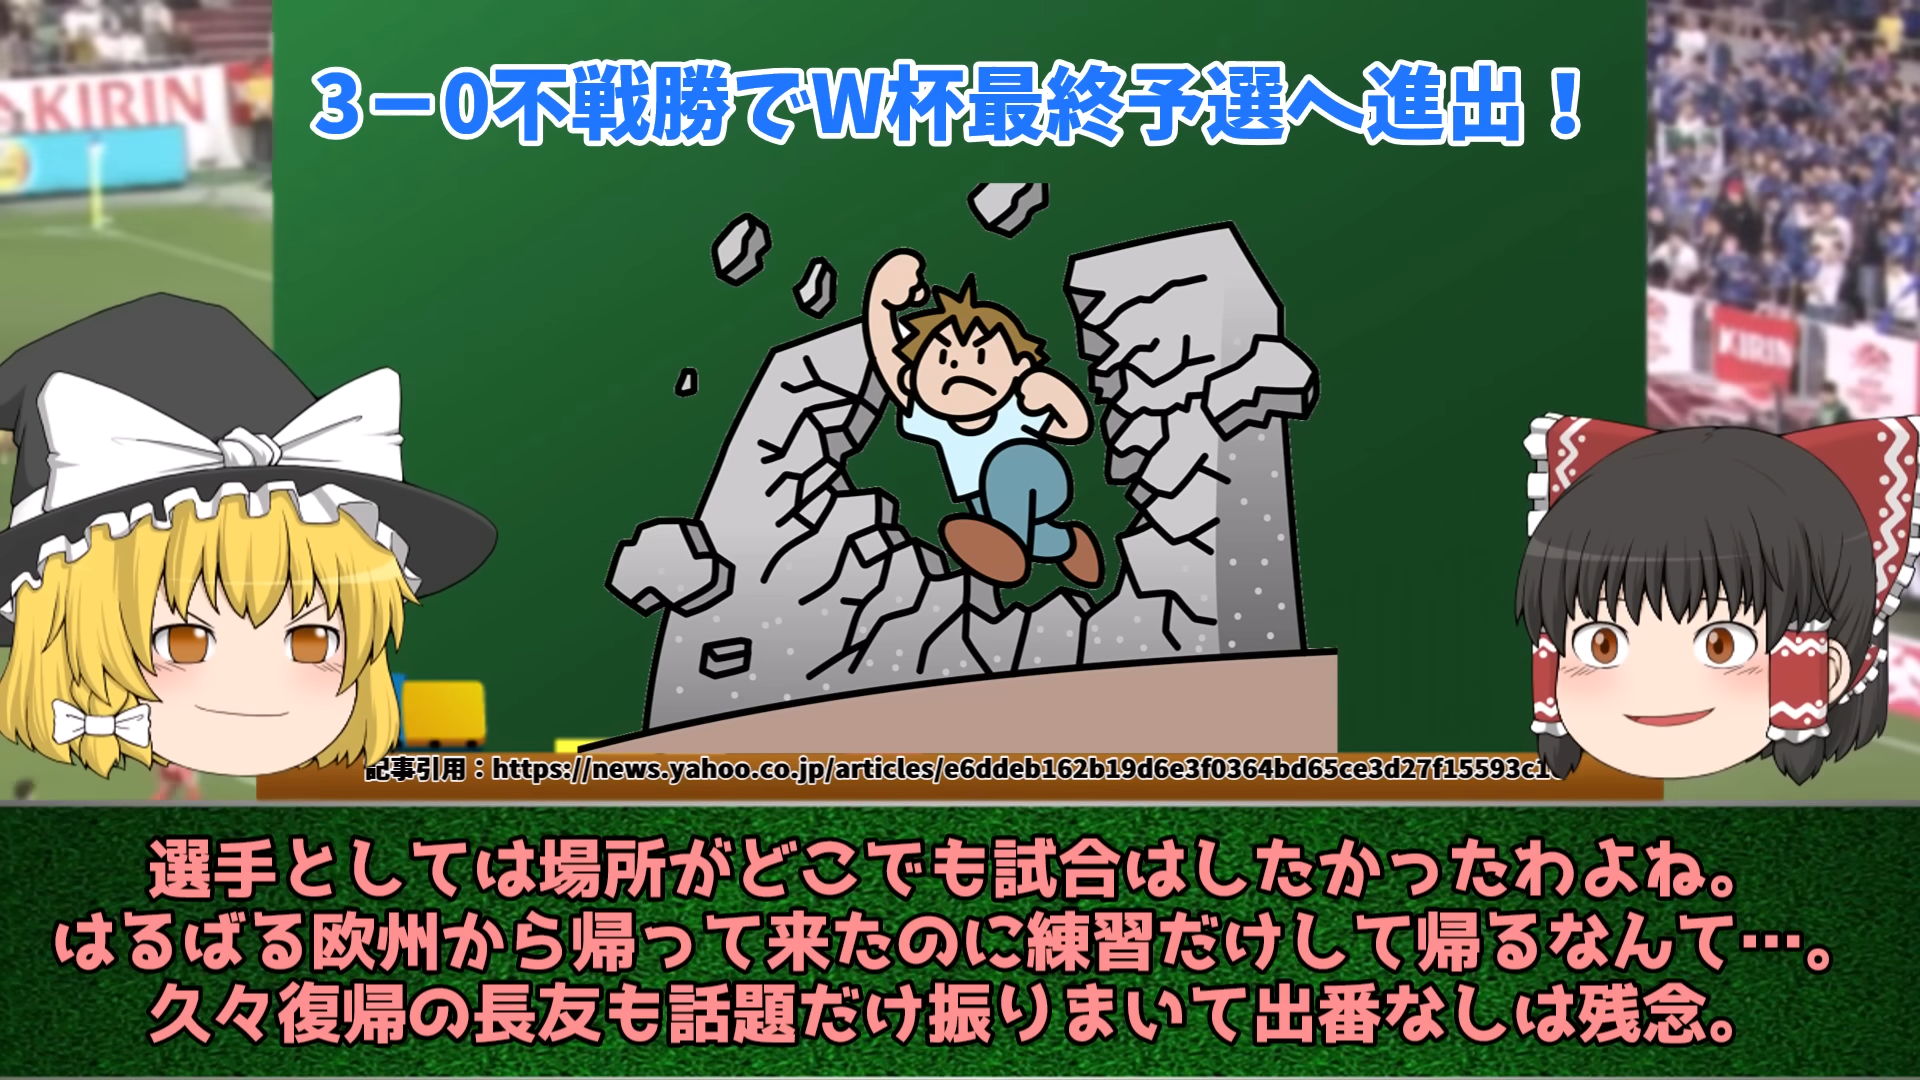 KIRIN
3－0不戦勝でW杯最終予選へ進出！
KIRIN
記事引用：https://news.yahoo.co.jp/articles/e6ddeb162b19d6e3f0364bd65ce3d27f15593c1
選手としては場所がどこでも試合はしたかったわよね。
はるばる欧州から帰って来たのに練習だけして帰るなんて…。
久々復帰の長友も話題だけ振りまいて出番なしは残念。